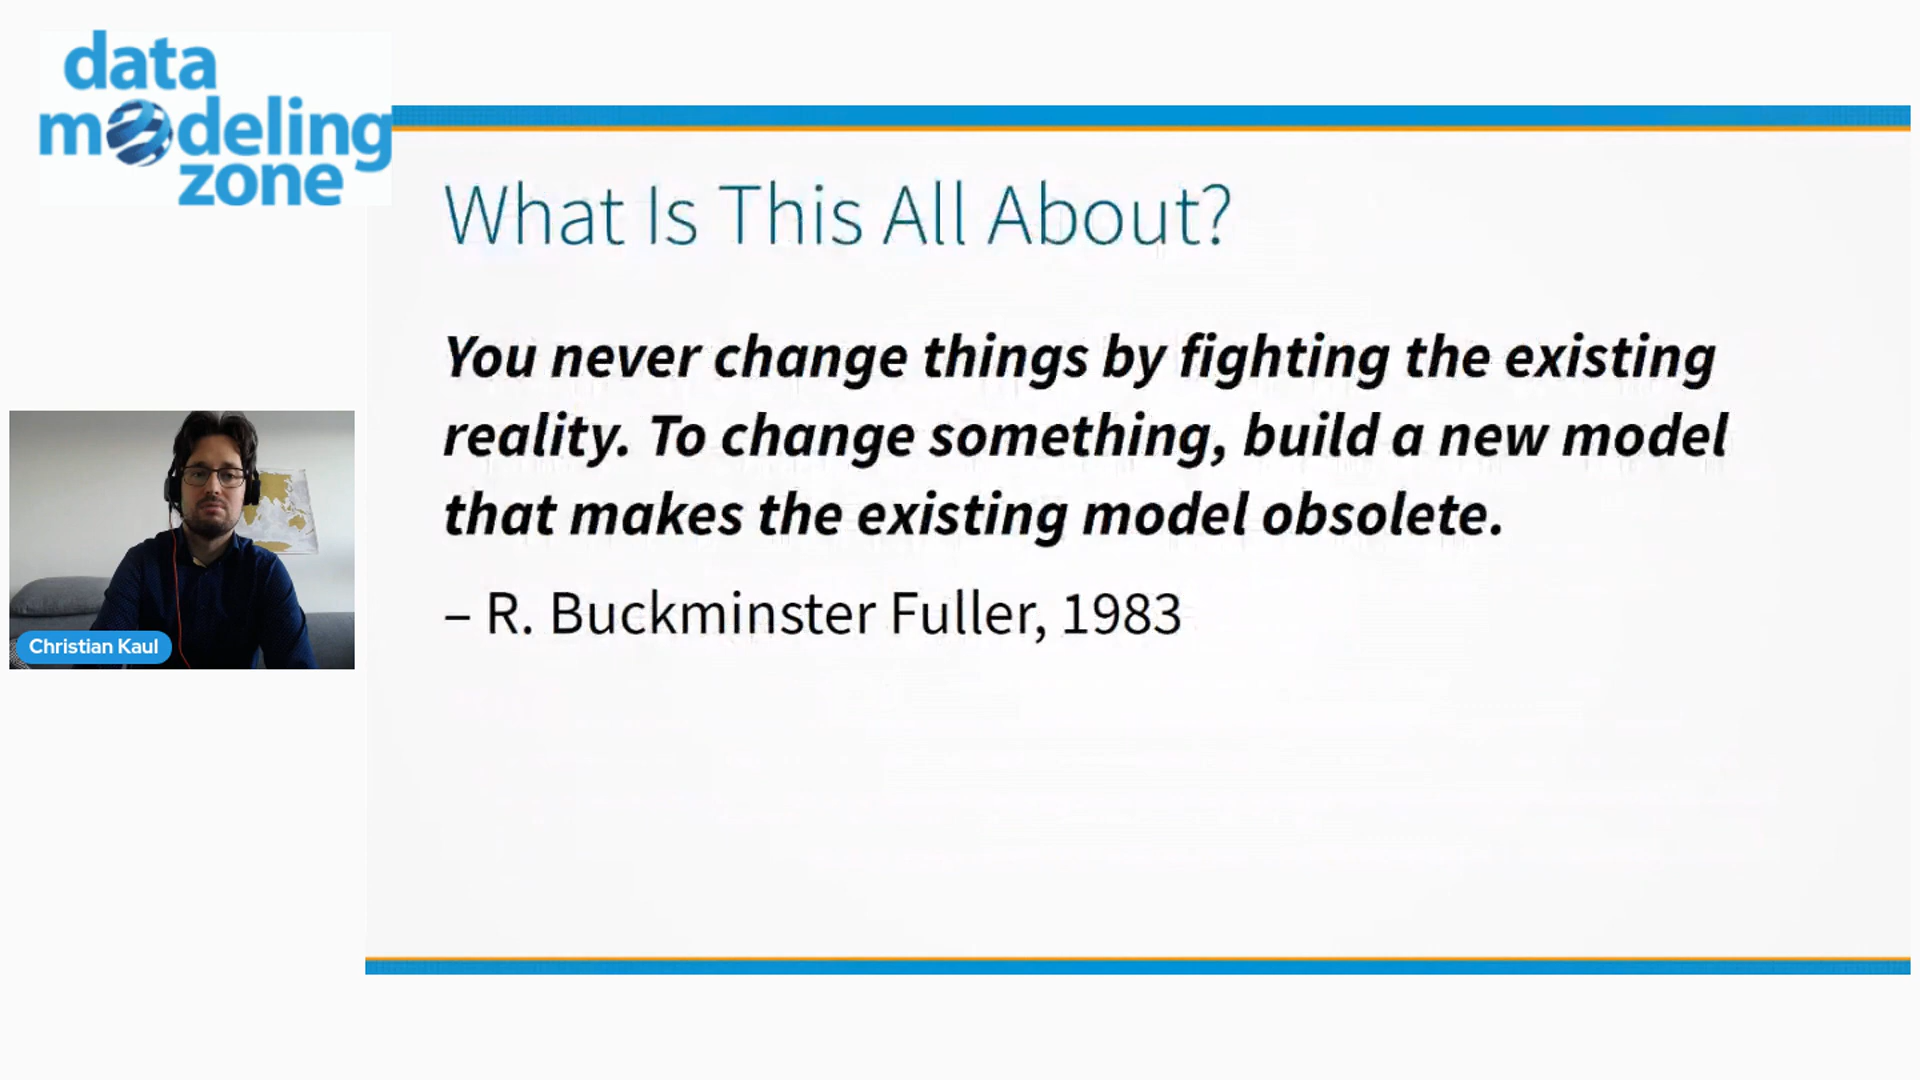 data
modeling
zone
What Is This All About?
You never change things by fighting the existing
reality. To change something, build a new model
that makes the existing model obsolete.
– R. Buckminster Fuller, 1983
Christian Kaul